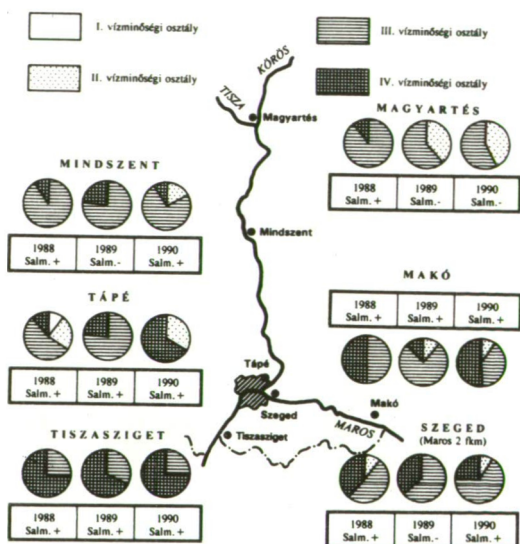 I. vízminőségi osztály
II. vízminőségi osztály
III. vízminőségi osztály
IV. vízminőségi osztály
KÖRÖS
TISZA
Magyartés
MAGYARTÉS
1988 1989 1990
Salm. + Salm.- Salm.-
MINDSZENT
1988 1989 1990
Salm. + Salm.- Salm. +
Mindszent
MAKÓ
1988 1989 1990
Salm. + Salm. + Salm. +
TÁPÉ
1988 1989 1990
Salm. + Salm. + Salm. +
Tápé
Szeged
Makó
MAROS
Tiszasziget
SZEGED
(Maros 2 fkm)
1988 1989 1990
Salm. + Salm.- Salm. +
TISZASZIGET
1988 1989 1990
Salm. + Salm. + Salm. +